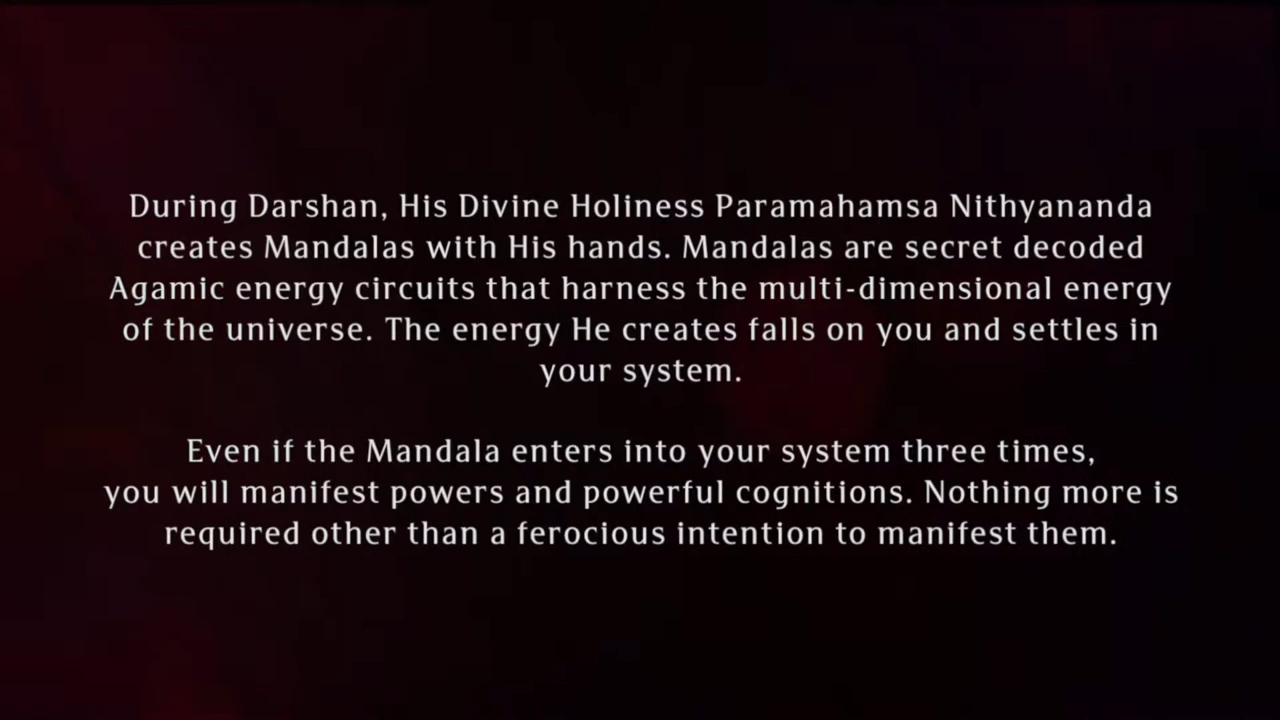 During Darshan, His Divine Holiness Paramahamsa Nithyananda
creates Mandalas with His hands. Mandalas are secret decoded
Agamic energy circuits that harness the multi-dimensional energy
of the universe. The energy He creates falls on you and settles in
your system.
Even if the Mandala enters into your system three times,
you will manifest powers and powerful cognitions. Nothing more is
required other than a ferocious intention to manifest them.